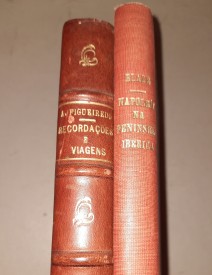 A. FIGUEIREDO
RECORDAÇÕES
E
VIAGENS
NAPOLEÃO
NA
PENINSULA
IBERICA